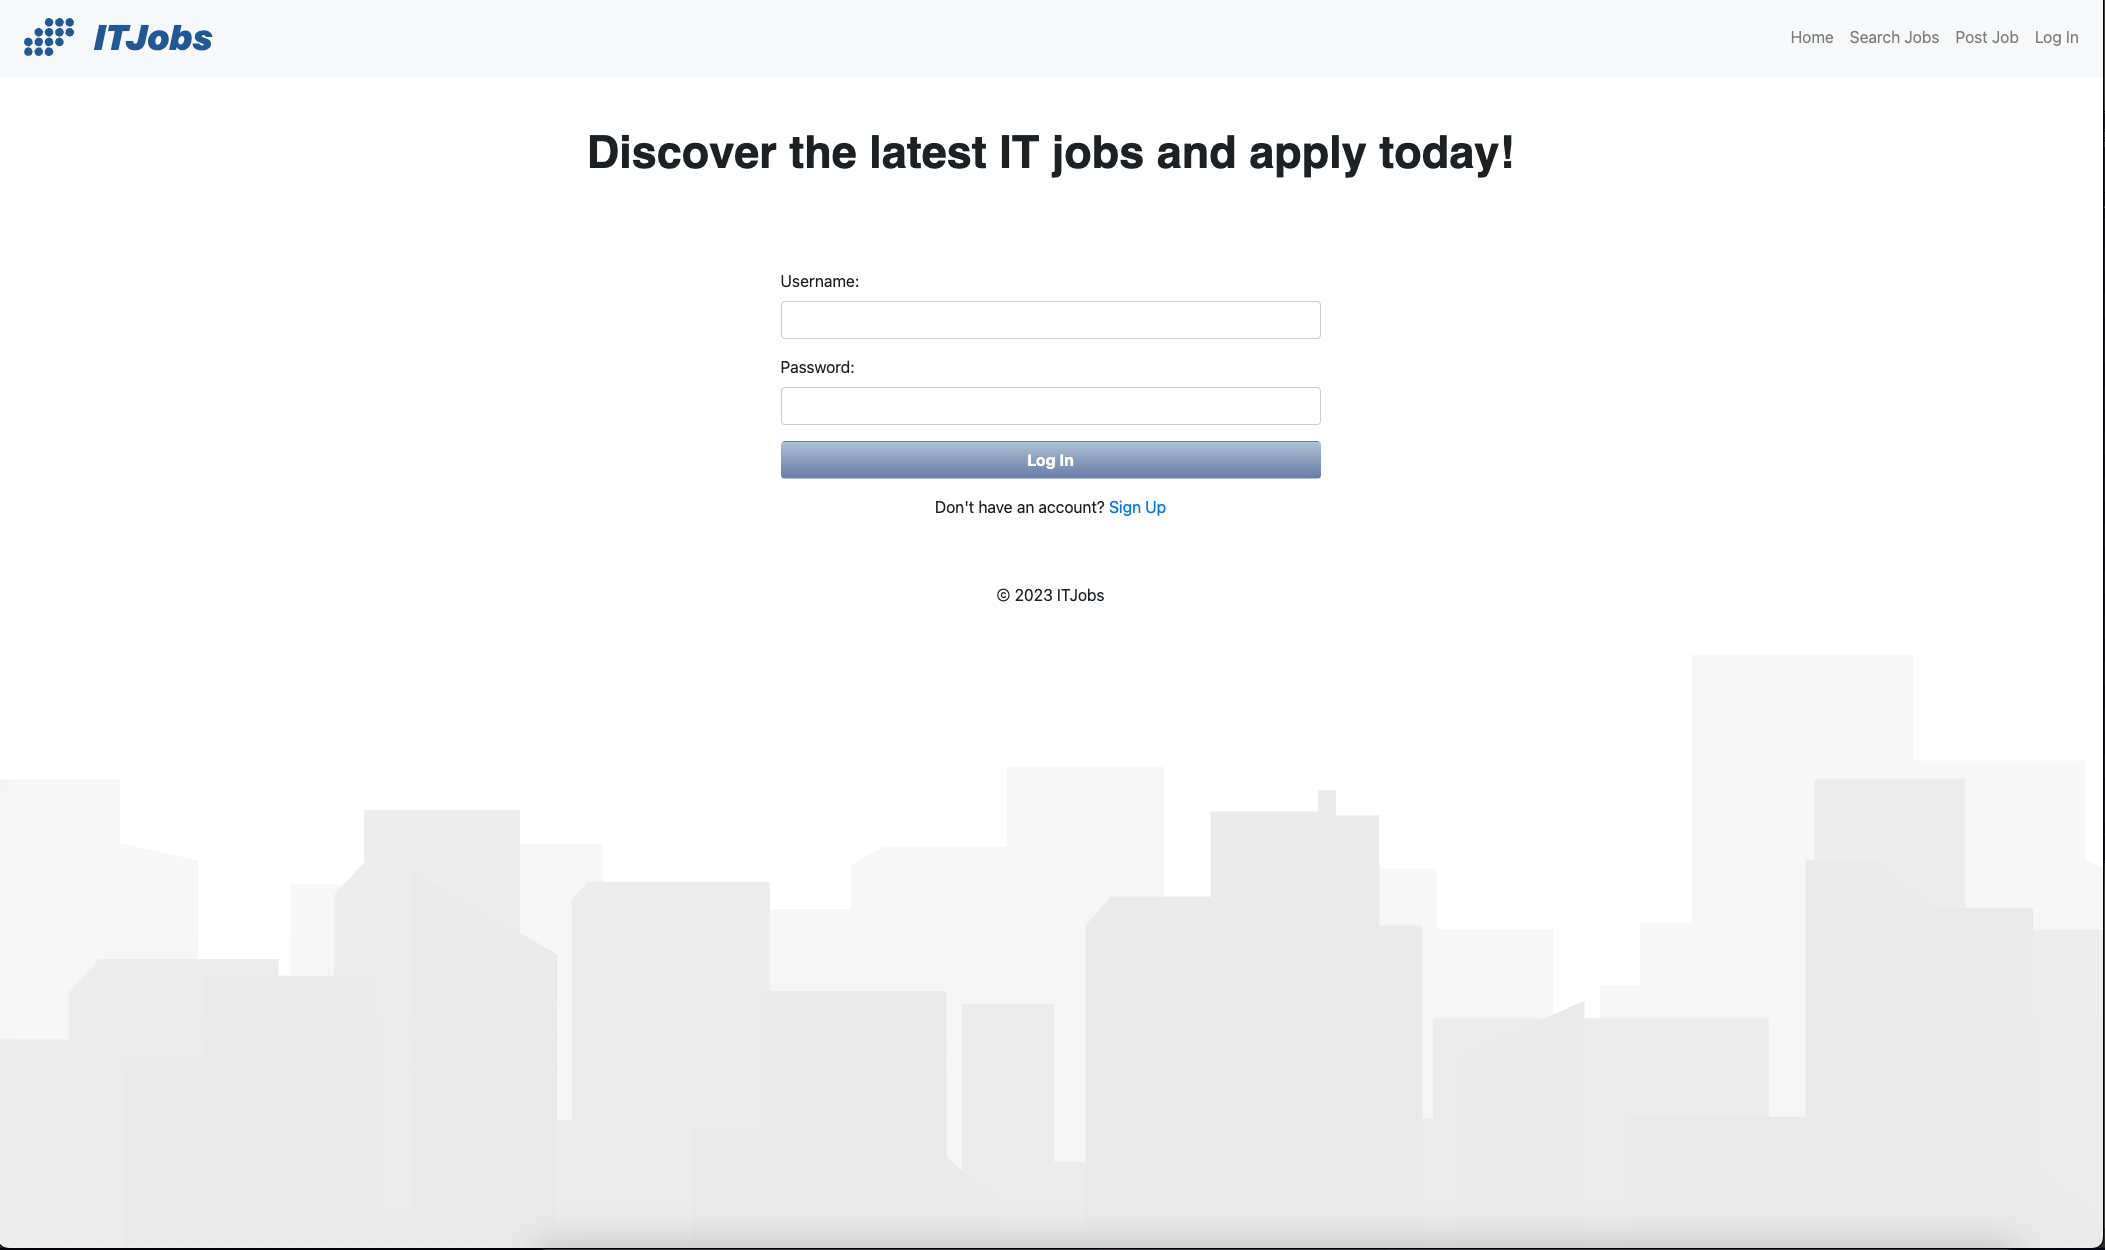 ITJobs
Home Search Jobs Post Job Log In
Discover the latest IT jobs and apply today!
Username:
Password:
Log In
Don't have an account? Sign Up
© 2023 ITJobs